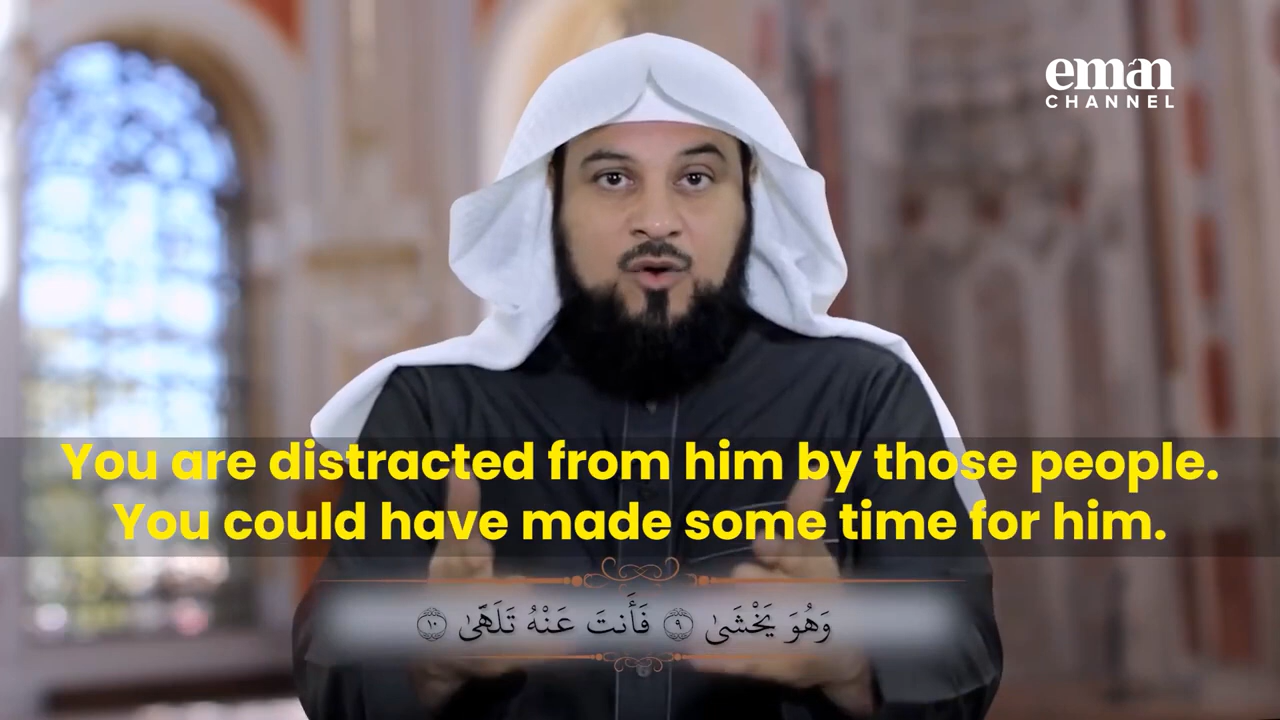 eman
CHANNEL
You are distracted from him by those people.
You could have made some time for him.
وَهُوَ يَخْشَىٰ ٩ فَأَنتَ عَنْهُ تَلَهَّىٰ ١٠